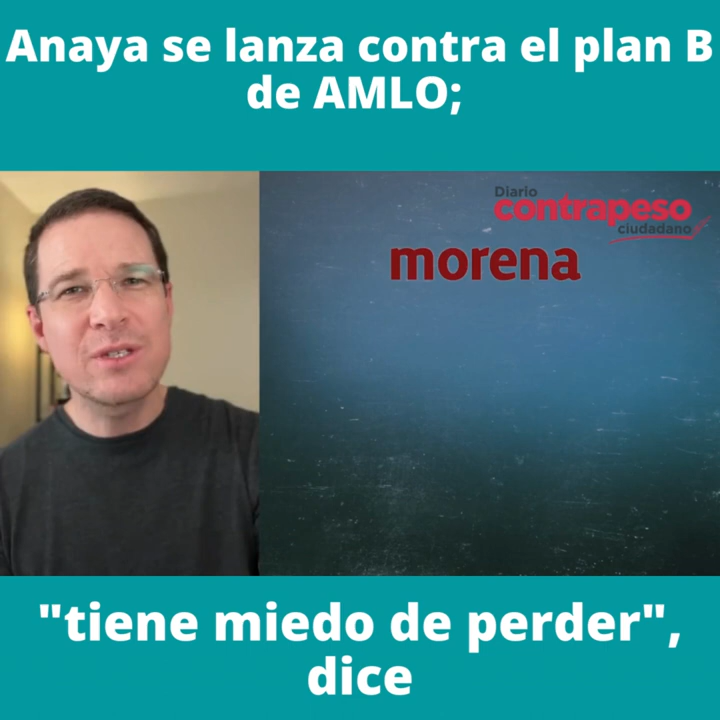 Anaya se lanza contra el plan B
de AMLO;
Diario
contrapeso
ciudadano
morena
"tiene miedo de perder",
dice